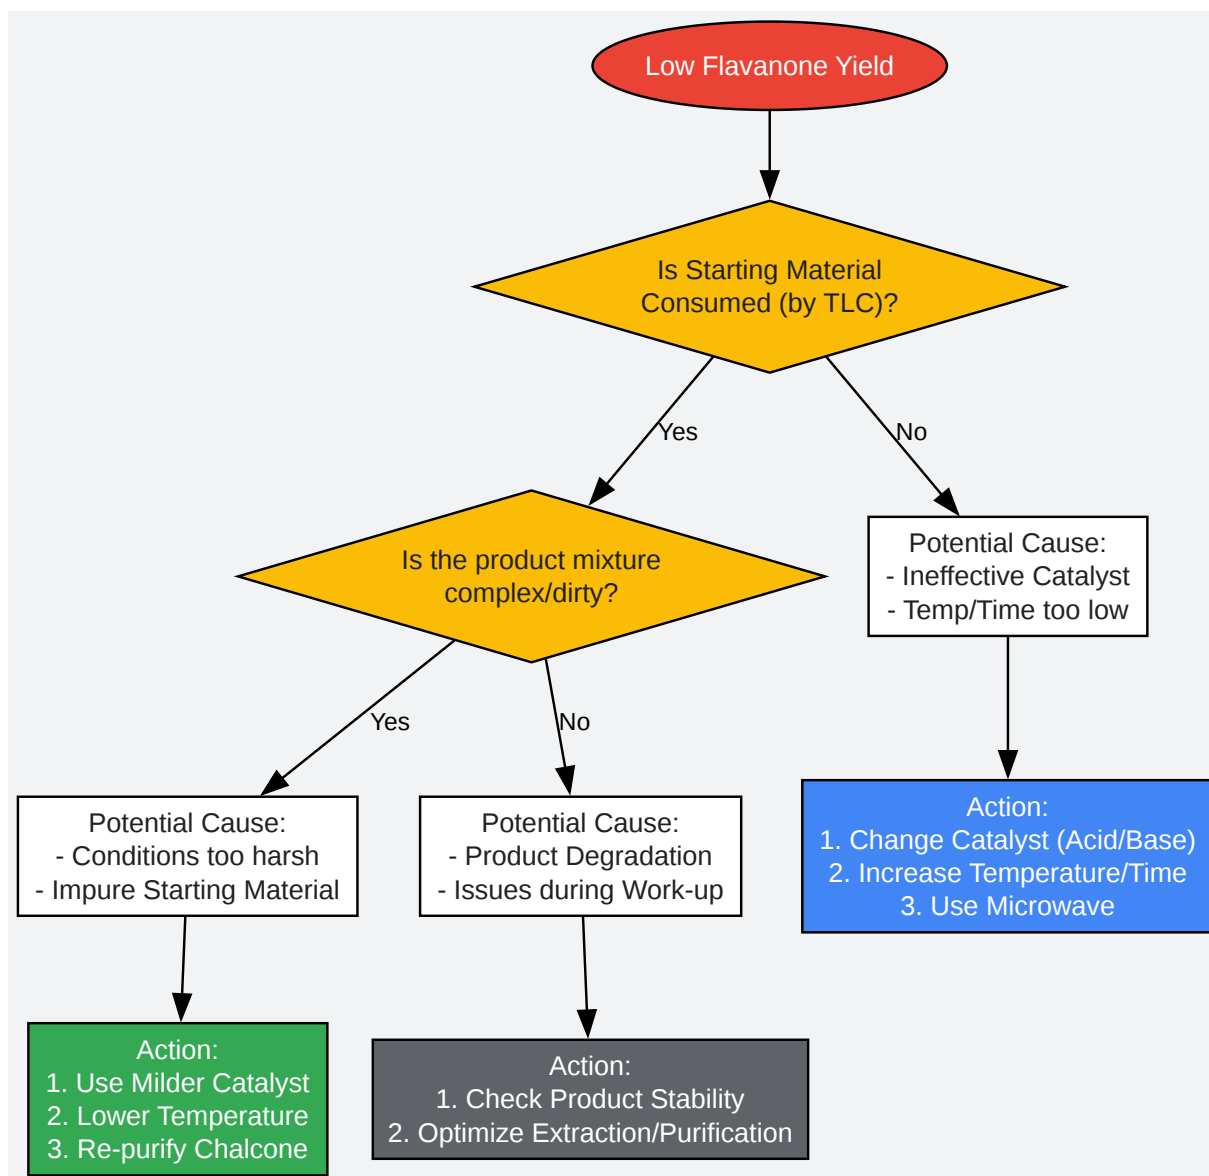 Low Flavanone Yield
Is Starting Material
Consumed (by TLC)?
Yes
No
Is the product mixture
complex/dirty?
Potential Cause:
- Ineffective Catalyst
- Temp/Time too low
Yes
No
Potential Cause:
- Conditions too harsh
- Impure Starting Material
Potential Cause:
- Product Degradation
- Issues during Work-up
Action:
1. Change Catalyst (Acid/Base)
2. Increase Temperature/Time
3. Use Microwave
Action:
1. Use Milder Catalyst
2. Lower Temperature
3. Re-purify Chalcone
Action:
1. Check Product Stability
2. Optimize Extraction/Purification